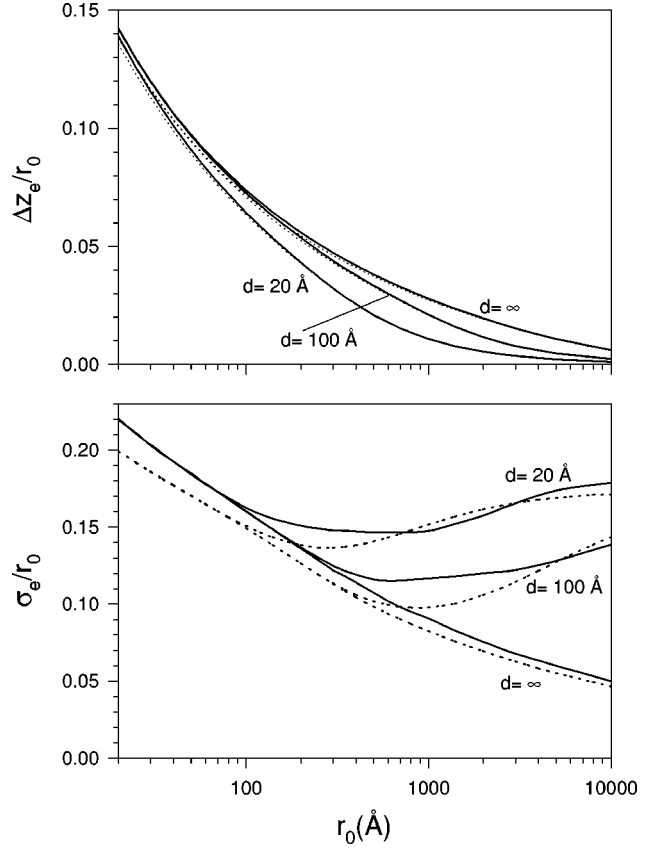 0.15
0.10
0.05
0.00
Δz_e/r_0
d= 20 Å
d= 100 Å
d= ∞
0.20
0.15
0.10
0.05
0.00
σ_e/r_0
d= 20 Å
d= 100 Å
d= ∞
100 1000 10000
r_0(Å)